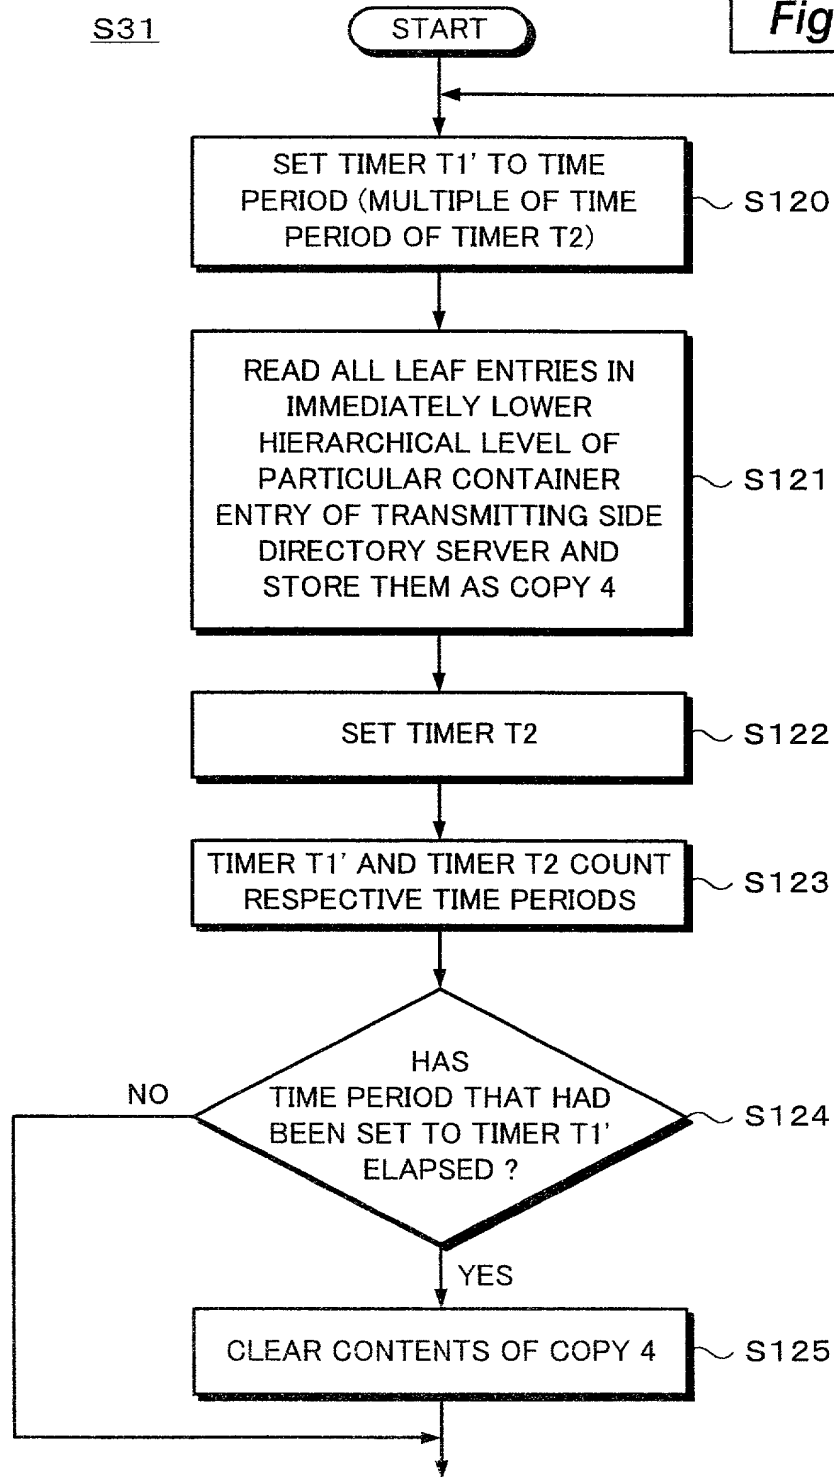 S31
START
Fig
SET TIMER T1' TO TIME
PERIOD (MULTIPLE OF TIME
PERIOD OF TIMER T2)
S120
READ ALL LEAF ENTRIES IN
IMMEDIATELY LOWER
HIERARCHICAL LEVEL OF
PARTICULAR CONTAINER
ENTRY OF TRANSMITTING SIDE
DIRECTORY SERVER AND
STORE THEM AS COPY 4
S121
SET TIMER T2
S122
TIMER T1' AND TIMER T2 COUNT
RESPECTIVE TIME PERIODS
S123
HAS
TIME PERIOD THAT HAD
BEEN SET TO TIMER T1'
ELAPSED ?
S124
NO
YES
CLEAR CONTENTS OF COPY 4
S125